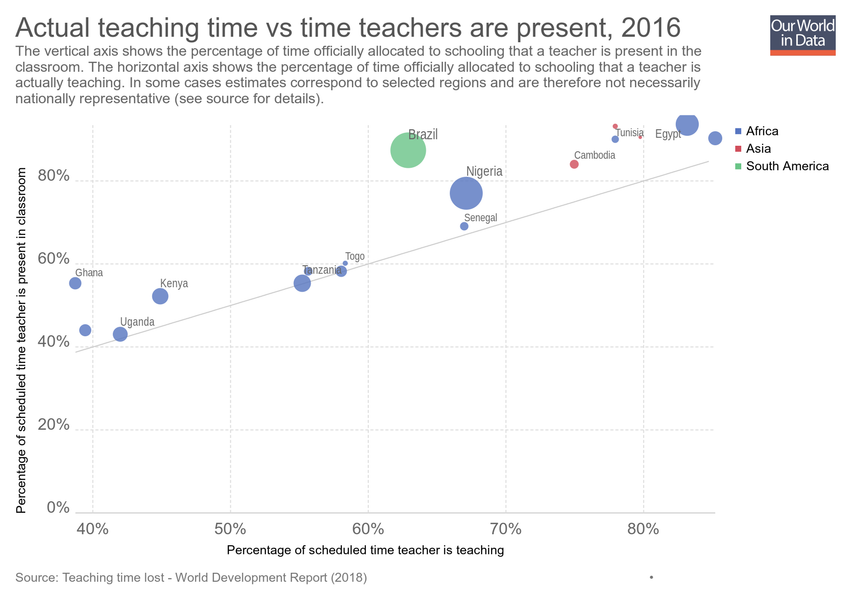 Actual teaching time vs time teachers are present, 2016
Our World
in Data
The vertical axis shows the percentage of time officially allocated to schooling that a teacher is present in the
classroom. The horizontal axis shows the percentage of time officially allocated to schooling that a teacher is
actually teaching. In some cases estimates correspond to selected regions and are therefore not necessarily
nationally representative (see source for details).
Africa
Asia
South America
Percentage of scheduled time teacher is present in classroom
80%
60%
40%
20%
0%
Brazil
Tunisia
Egypt
Cambodia
Nigeria
Senegal
Togo
Tanzania
Ghana
Kenya
Uganda
40%
50%
60%
70%
80%
Percentage of scheduled time teacher is teaching
Source: Teaching time lost - World Development Report (2018)